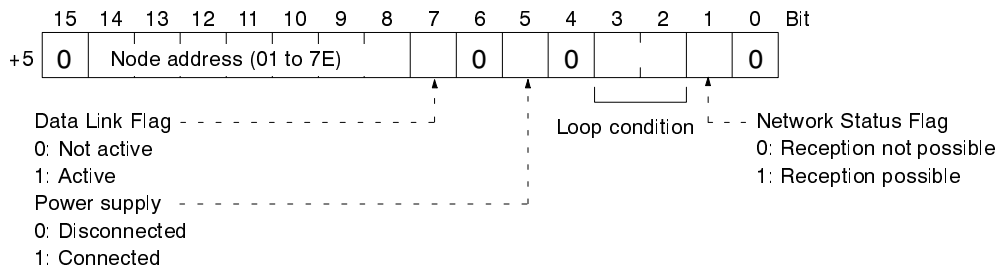 15 14 13 12 11 10 9 8 7 6 5 4 3 2 1 0 Bit
+5 0 Node address (01 to 7E) 0 0 0
Data Link Flag
0: Not active
1: Active
Power supply
0: Disconnected
1: Connected
Loop condition
Network Status Flag
0: Reception not possible
1: Reception possible